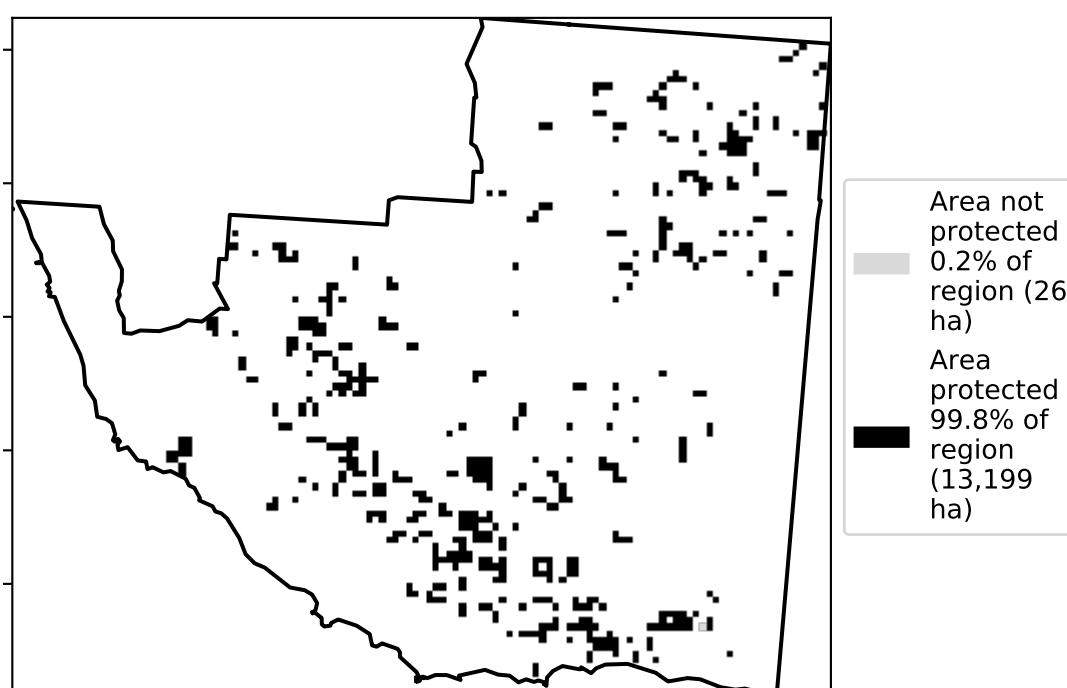 Area not
protected
0.2% of
region (26
ha)
Area
protected
99.8% of
region
(13,199
ha)